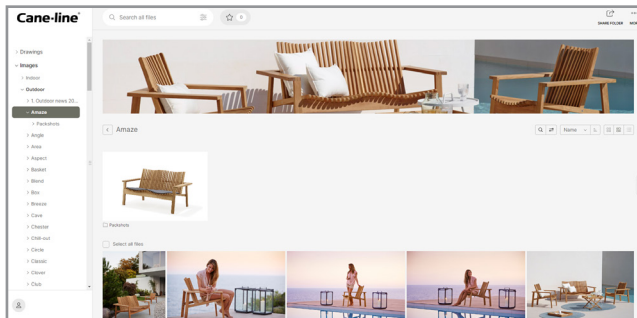 Cane-line
Search all files
0
SHARE FOLDER
Drawings
Images
Indoor
Outdoor
1. Outdoor news 20...
Amaze
Packshots
Angle
Area
Aspect
Basket
Blend
Box
Breeze
Cave
Chester
Chill-out
Circle
Classic
Clover
Club
Amaze
Name
Packshots
Select all files